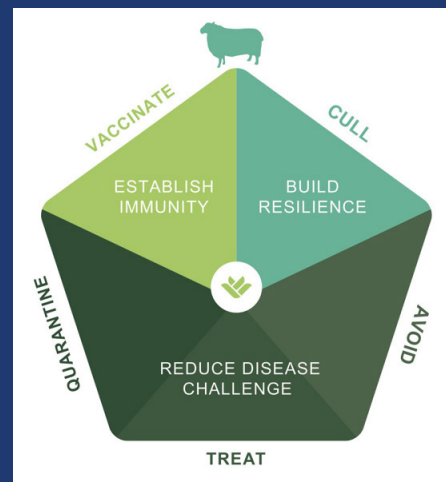 VACCINATE
CULL
ESTABLISH
IMMUNITY
BUILD
RESILIENCE
QUARANTINE
AVOID
REDUCE DISEASE
CHALLENGE
TREAT